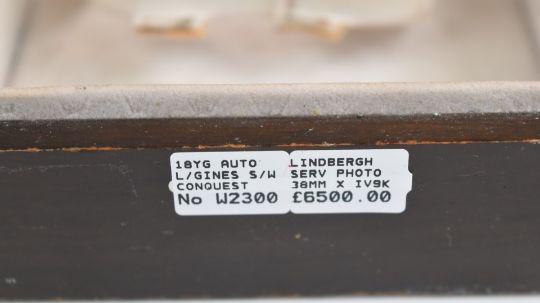 18YG AUTO LINDBERGH
L/GINES S/W SERV PHOTO
CONQUEST 38MM X IV9K
No W2300 £6500.00